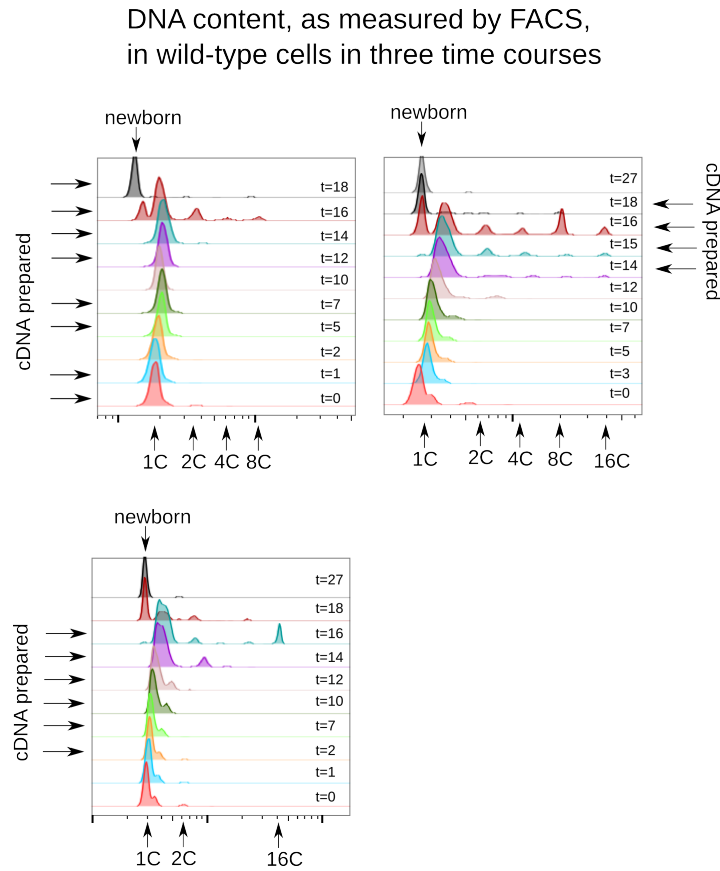 DNA content, as measured by FACS,
in wild-type cells in three time courses
newborn
t=18
t=16
t=14
t=12
t=10
t=7
t=5
t=2
t=1
t=0
cDNA prepared
1C 2C 4C 8C
newborn
t=27
t=18
t=16
t=15
t=14
t=12
t=10
t=7
t=5
t=3
t=0
cDNA prepared
1C 2C 4C 8C 16C
newborn
t=27
t=18
t=16
t=14
t=12
t=10
t=7
t=2
t=1
t=0
cDNA prepared
1C 2C 16C